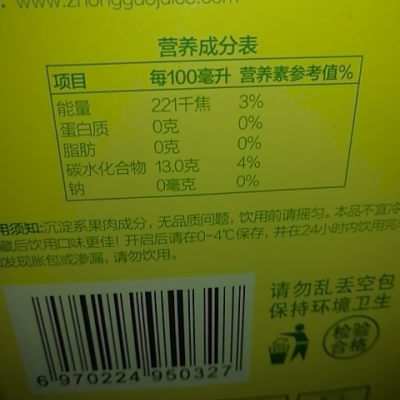 www.zhongguojuice.com
营养成分表
项目 每100毫升 营养素参考值%
能量 221千焦 3%
蛋白质 0克 0%
脂肪 0克 0%
碳水化合物 13.0克 4%
钠 0毫克 0%
用须知:沉淀系果肉成分，无品质问题，饮用前请摇匀。本品不宜冷
藏后饮用口味更佳！开启后请在0-4℃保存，并在24小时内饮用完
发现胀包或渗漏，请勿饮用。
请勿乱丢空包
保持环境卫生
检验
合格
6 970224 950327